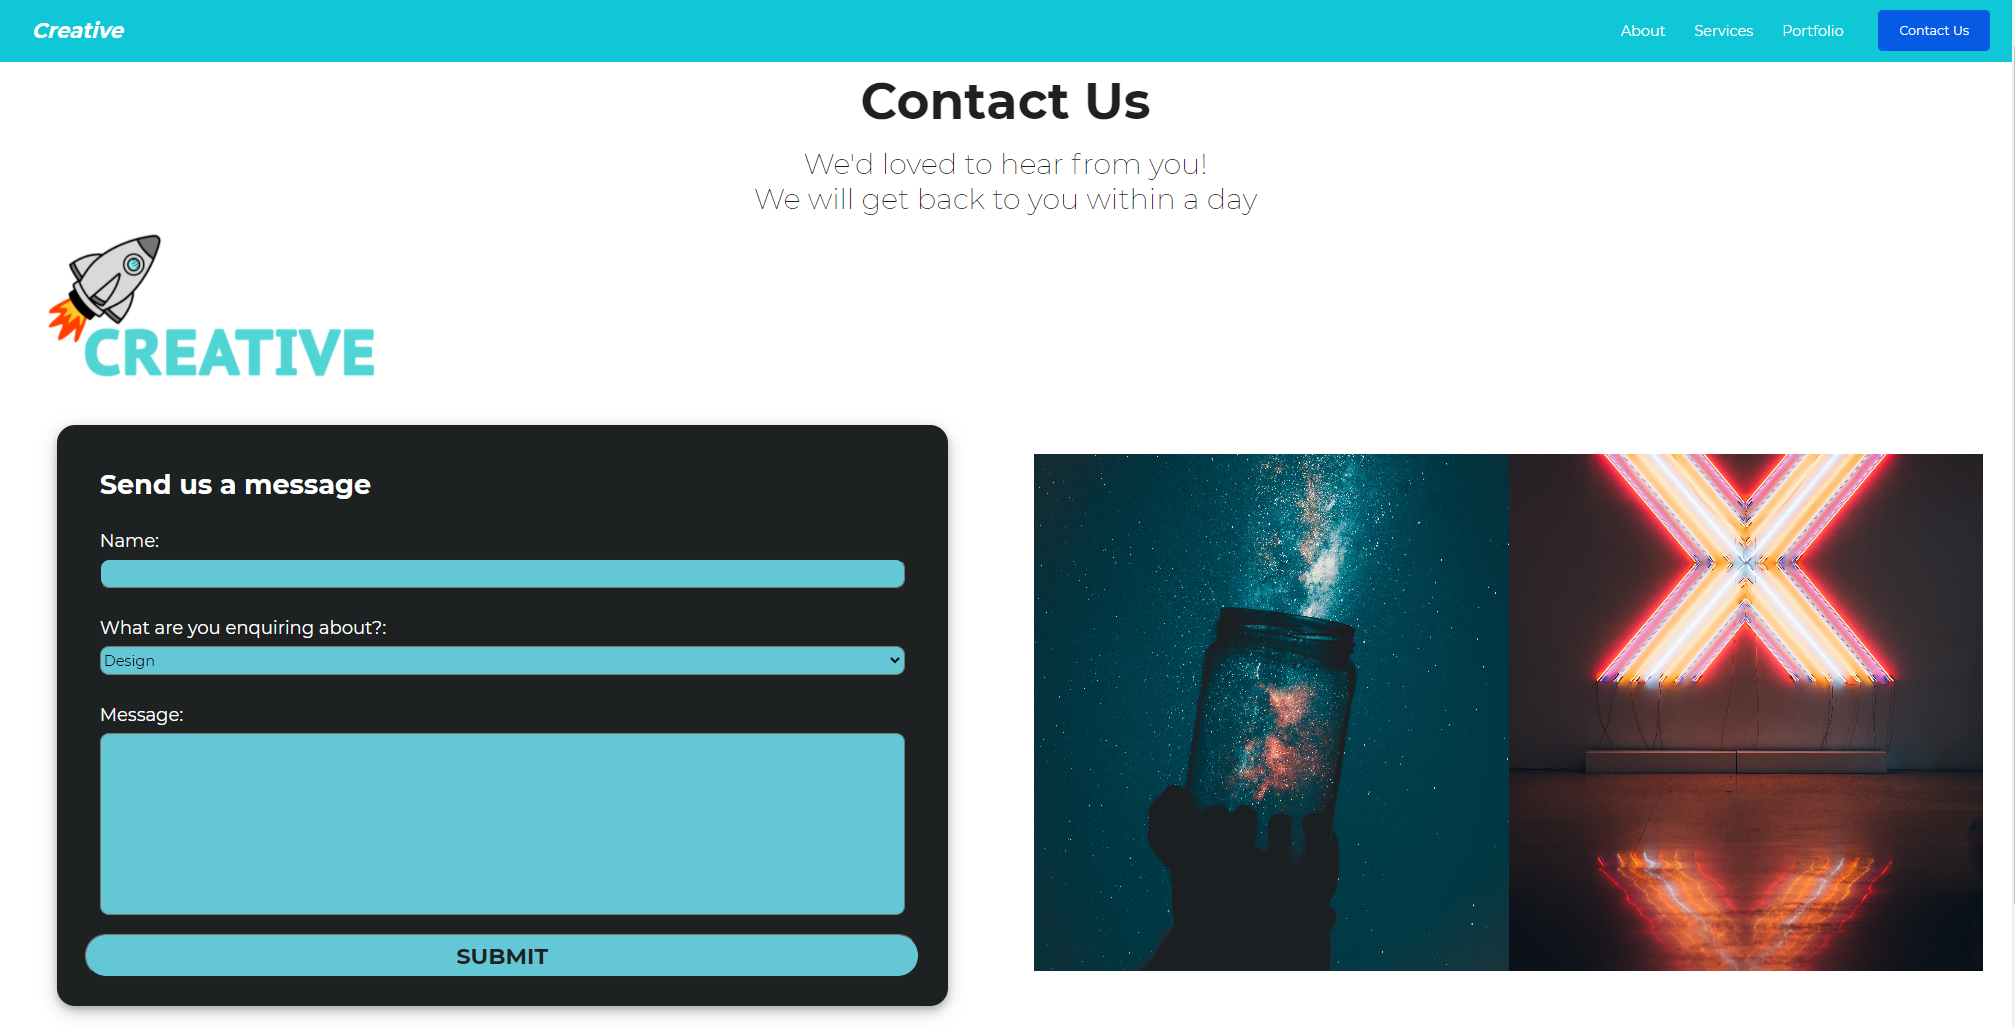 Creative
About Services Portfolio Contact Us
Contact Us
We'd loved to hear from you!
We will get back to you within a day
CREATIVE
Send us a message
Name:
What are you enquiring about?:
Design
Message:
SUBMIT